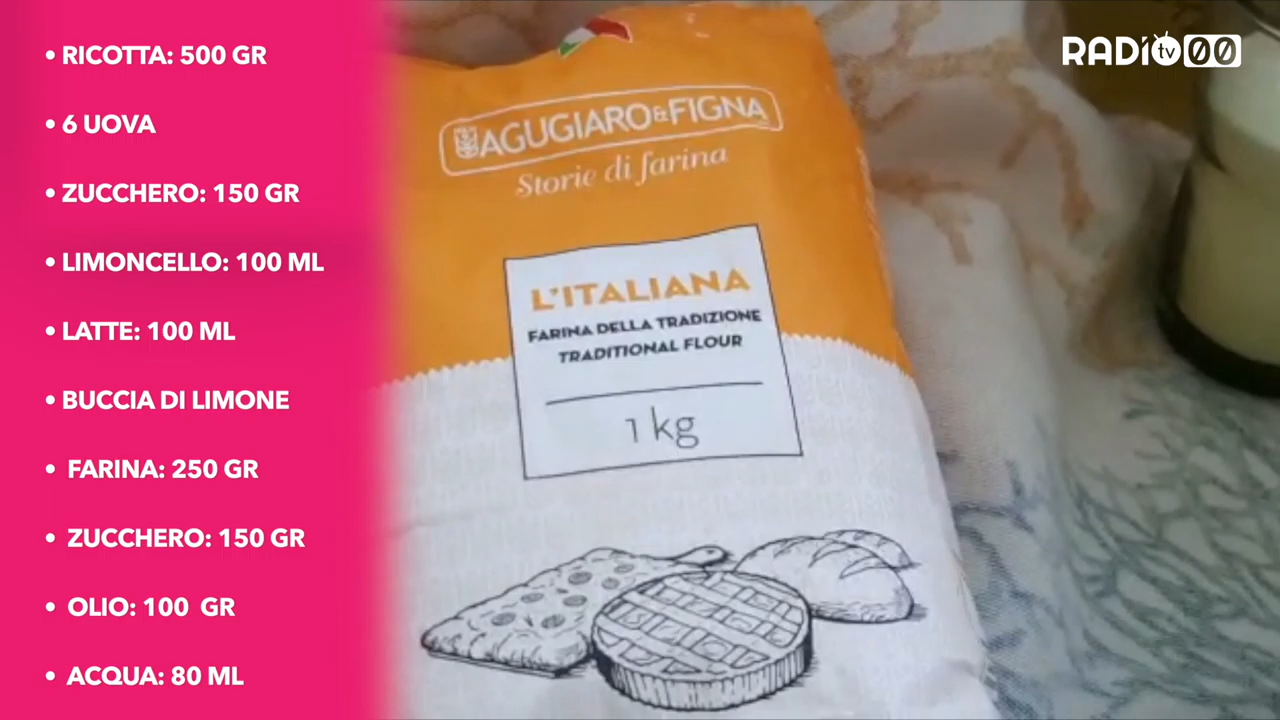 • RICOTTA: 500 GR
• 6 UOVA
• ZUCCHERO: 150 GR
• LIMONCELLO: 100 ML
• LATTE: 100 ML
• BUCCIA DI LIMONE
• FARINA: 250 GR
• ZUCCHERO: 150 GR
• OLIO: 100 GR
• ACQUA: 80 ML
AGUGIARO&FIGNA
Storie di farina
L'ITALIANA
FARINA DELLA TRADIZIONE
TRADITIONAL FLOUR
1 kg
RADIO tv 00